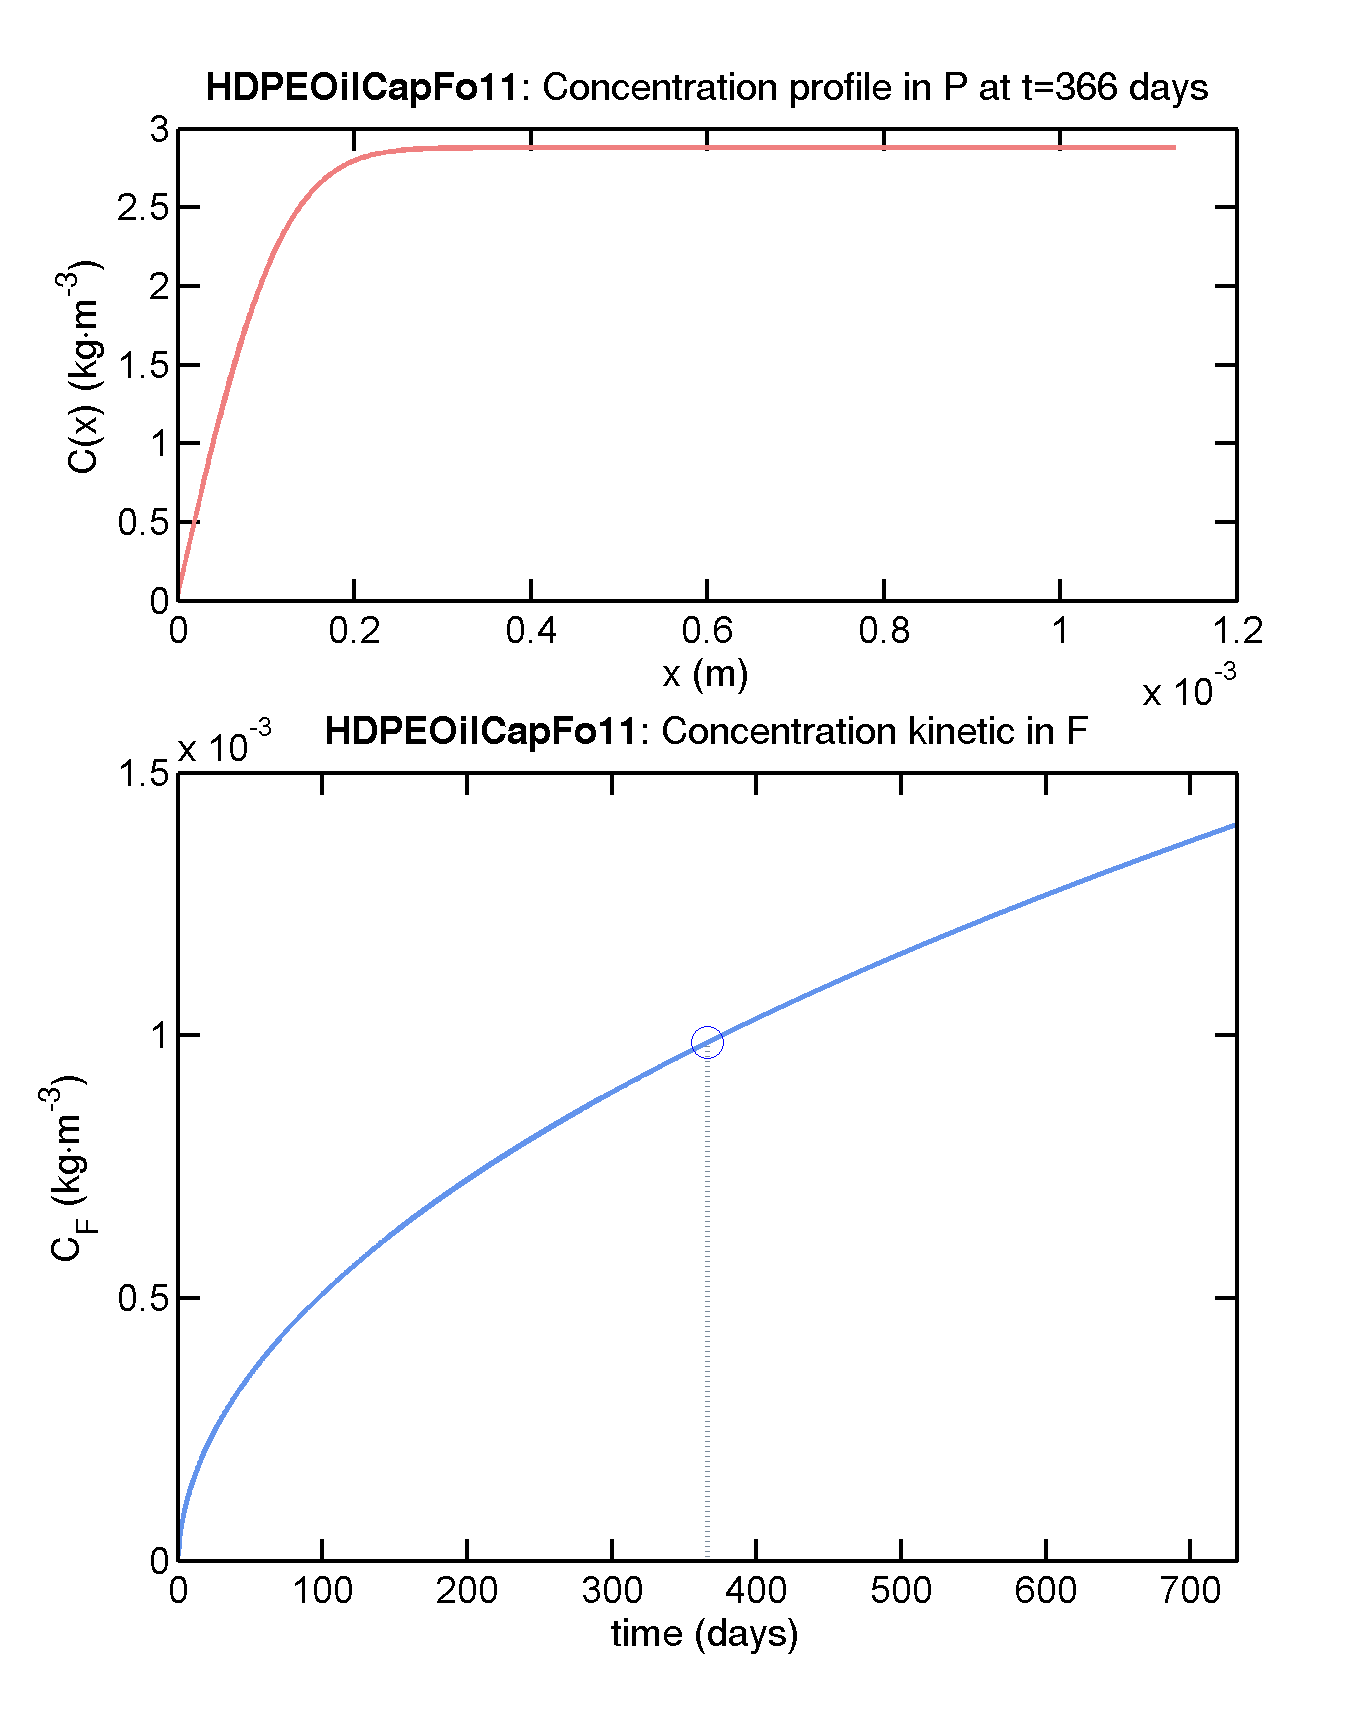 HDPEOilCapFo11: Concentration profile in P at t=366 days
3
2.5
2
1.5
1
0.5
0
C(x) (kg·m-3)
0 0.2 0.4 0.6 0.8 1 1.2
x (m)
x 10-3
HDPEOilCapFo11: Concentration kinetic in F
x 10-3
1.5
1
0.5
0
CF (kg·m-3)
0 100 200 300 400 500 600 700
time (days)